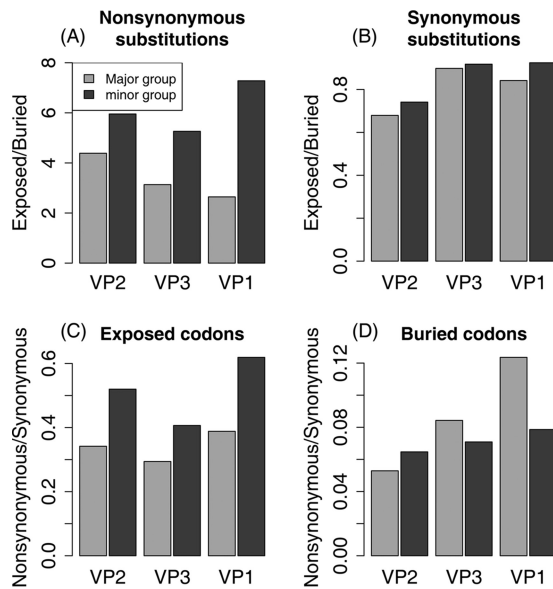 (A)
Nonsynonymous
substitutions
Exposed/Buried
8
6
4
2
0
Major group
minor group
VP2 VP3 VP1
(B)
Synonymous
substitutions
Exposed/Buried
0.8
0.4
0.0
VP2 VP3 VP1
(C)
Exposed codons
Nonsynonymous/Synonymous
0.6
0.4
0.2
0.0
VP2 VP3 VP1
(D)
Buried codons
Nonsynonymous/Synonymous
0.12
0.08
0.04
0.00
VP2 VP3 VP1